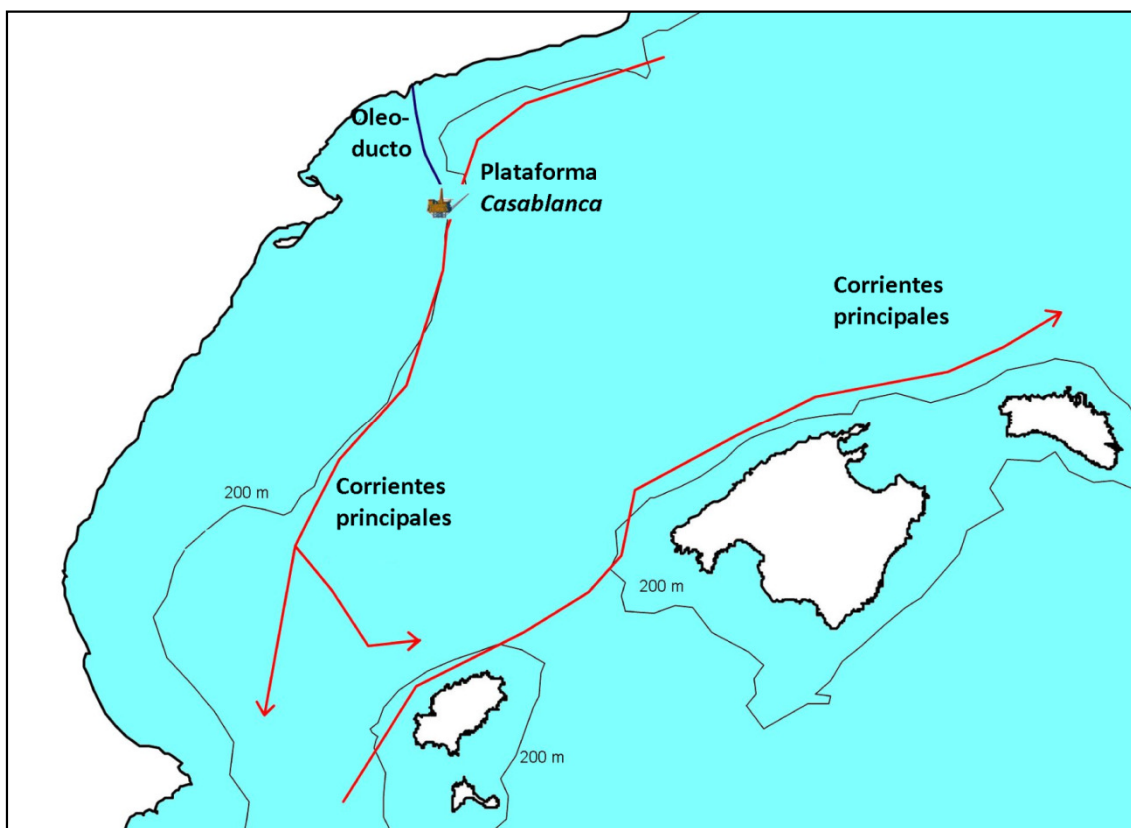 Oleo-
ducto
Plataforma
Casablanca
Corrientes
principales
200 m
Corrientes
principales
200 m
200 m